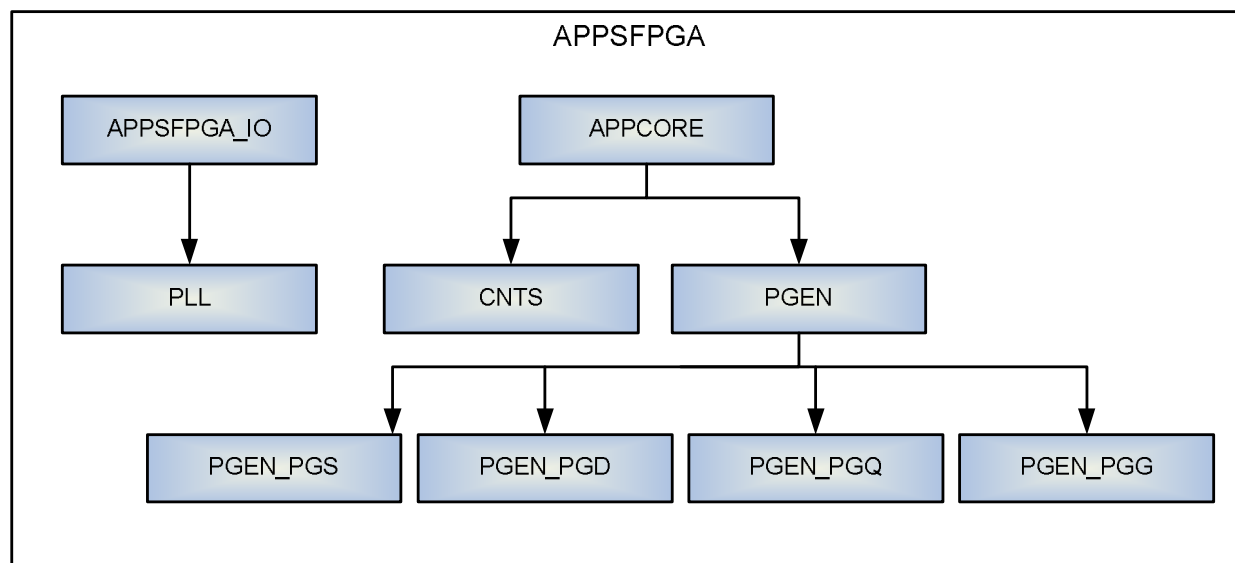 APPSFPGA
APPSFPGA_IO
APPCORE
PLL
CNTS
PGEN
PGEN_PGS
PGEN_PGD
PGEN_PGQ
PGEN_PGG